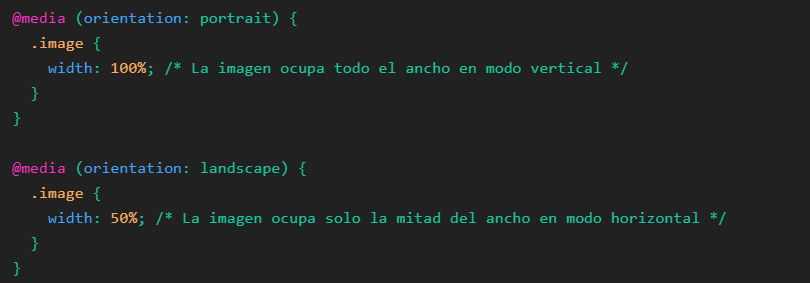 @media (orientation: portrait) {
  .image {
    width: 100%; /* La imagen ocupa todo el ancho en modo vertical */
  }
}

@media (orientation: landscape) {
  .image {
    width: 50%; /* La imagen ocupa solo la mitad del ancho en modo horizontal */
  }
}